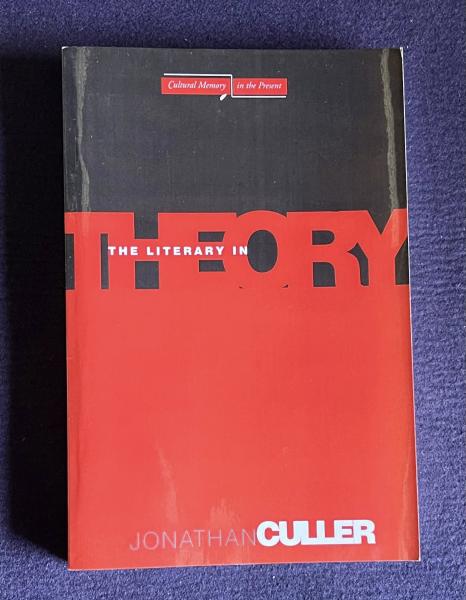 Cultural Memory in the Present
THE LITERARY IN
THEORY
JONATHAN CULLER